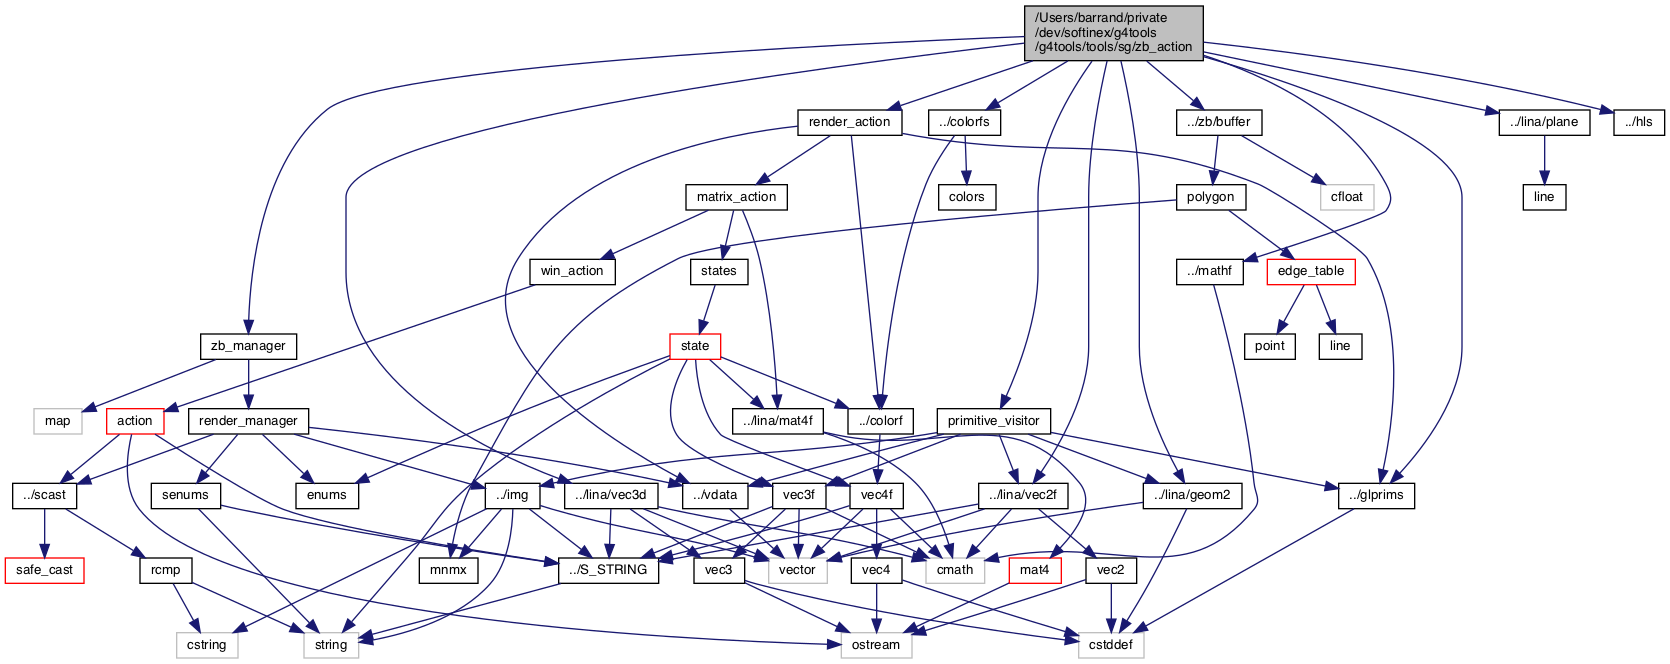 /Users/barrand/private
/dev/softinex/g4tools
/g4tools/tools/sg/zb_action
render_action
../colorfs
../zb/buffer
../lina/plane
../hls
matrix_action
colors
polygon
cfloat
line
win_action
states
../mathf
edge_table
zb_manager
state
point
line
map
action
render_manager
../lina/mat4f
../colorf
primitive_visitor
../scast
senums
enums
../img
../lina/vec3d
../vdata
vec3f
vec4f
../lina/vec2f
../lina/geom2
../glprims
safe_cast
rcmp
mnmx
../S_STRING
vec3
vector
vec4
cmath
mat4
vec2
cstring
string
ostream
cstddef